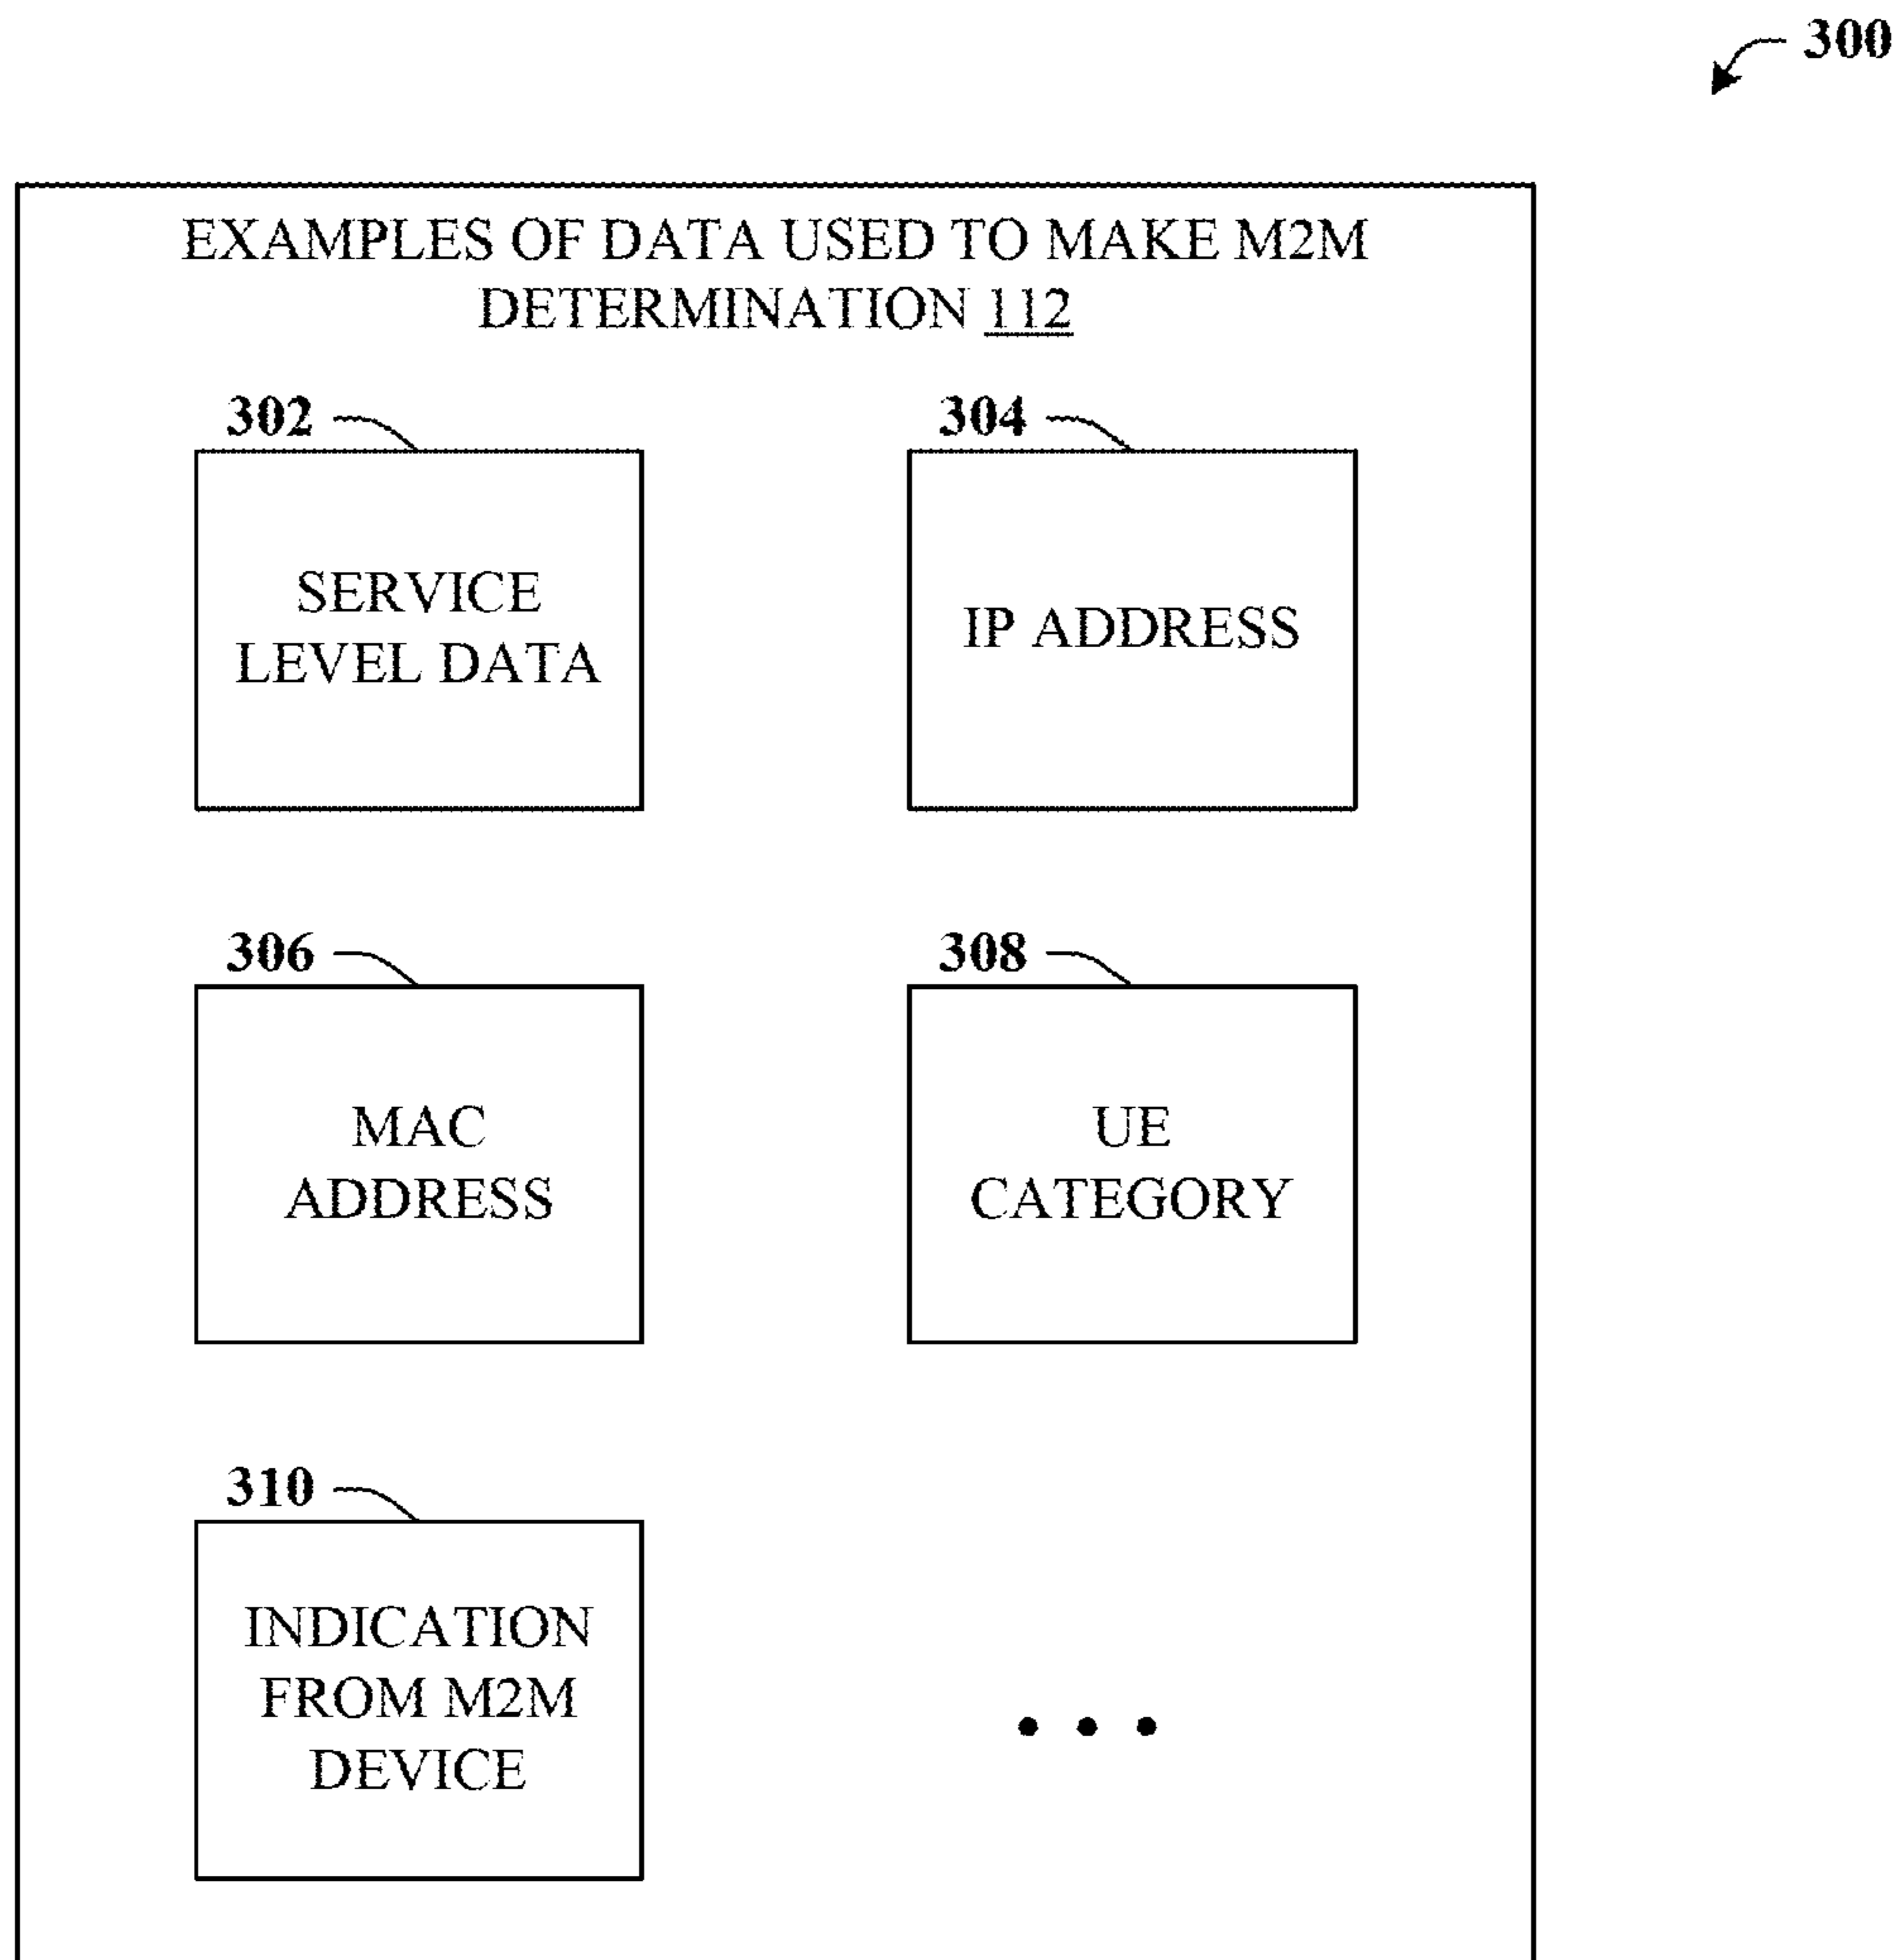 300
EXAMPLES OF DATA USED TO MAKE M2M
DETERMINATION 112
302
SERVICE
LEVEL DATA
304
IP ADDRESS
306
MAC
ADDRESS
308
UE
CATEGORY
310
INDICATION
FROM M2M
DEVICE
• • •